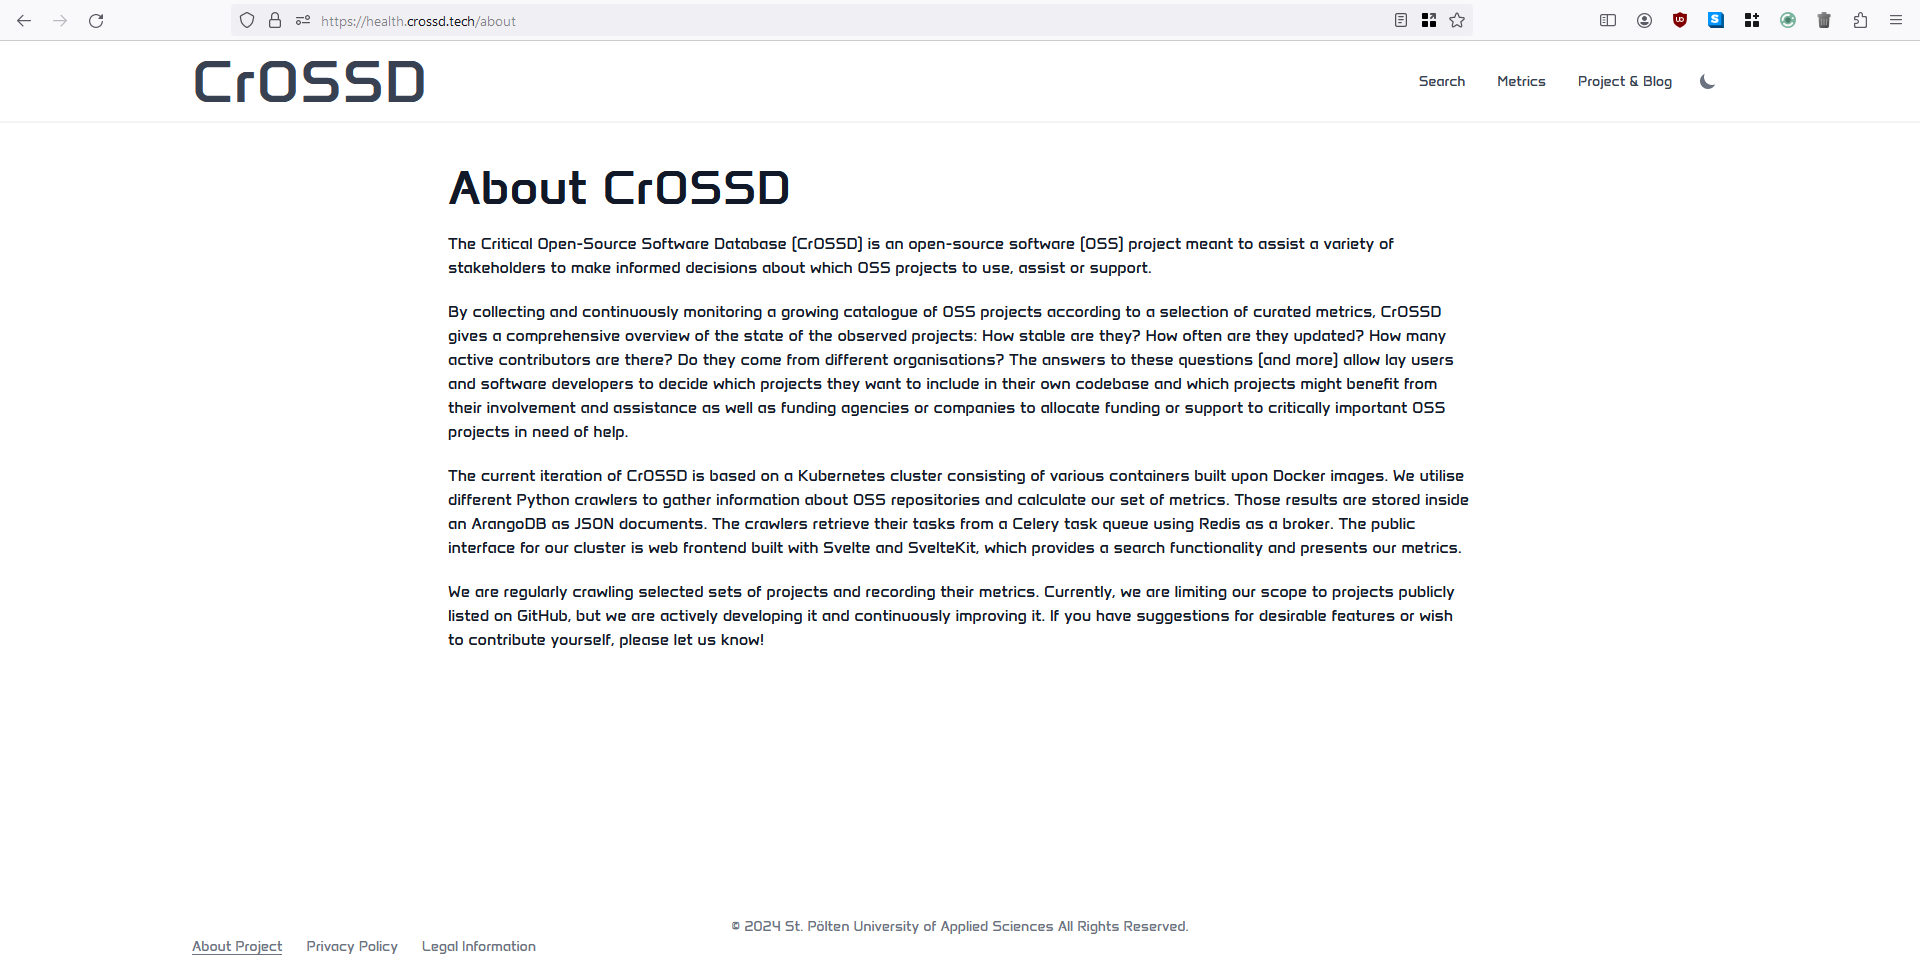 https://health.crossd.tech/about
CrOSSD
Search
Metrics
Project & Blog
About CrOSSD
The Critical Open-Source Software Database (CrOSSD) is an open-source software (OSS) project meant to assist a variety of
stakeholders to make informed decisions about which OSS projects to use, assist or support.
By collecting and continuously monitoring a growing catalogue of OSS projects according to a selection of curated metrics, CrOSSD
gives a comprehensive overview of the state of the observed projects: How stable are they? How often are they updated? How many
active contributors are there? Do they come from different organisations? The answers to these questions (and more) allow lay users
and software developers to decide which projects they want to include in their own codebase and which projects might benefit from
their involvement and assistance as well as funding agencies or companies to allocate funding or support to critically important OSS
projects in need of help.
The current iteration of CrOSSD is based on a Kubernetes cluster consisting of various containers built upon Docker images. We utilise
different Python crawlers to gather information about OSS repositories and calculate our set of metrics. Those results are stored inside
an ArangoDB as JSON documents. The crawlers retrieve their tasks from a Celery task queue using Redis as a broker. The public
interface for our cluster is web frontend built with Svelte and SvelteKit, which provides a search functionality and presents our metrics.
We are regularly crawling selected sets of projects and recording their metrics. Currently, we are limiting our scope to projects publicly
listed on GitHub, but we are actively developing it and continuously improving it. If you have suggestions for desirable features or wish
to contribute yourself, please let us know!
© 2024 St. Pölten University of Applied Sciences All Rights Reserved.
About Project
Privacy Policy
Legal Information